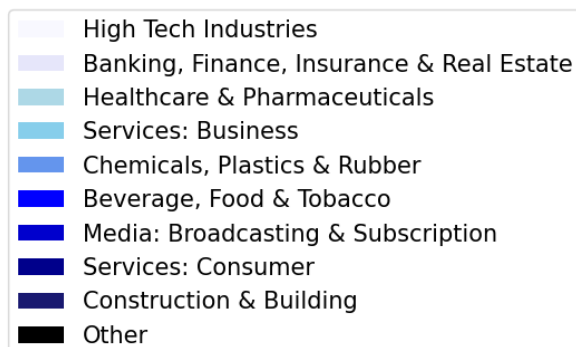 High Tech Industries
Banking, Finance, Insurance & Real Estate
Healthcare & Pharmaceuticals
Services: Business
Chemicals, Plastics & Rubber
Beverage, Food & Tobacco
Media: Broadcasting & Subscription
Services: Consumer
Construction & Building
Other